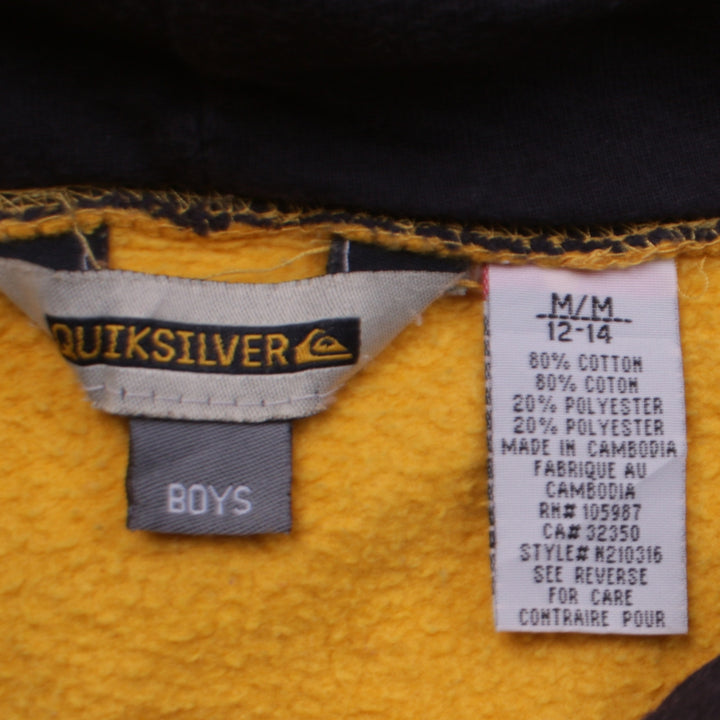 QUIKSILVER
BOYS
M/M
12-14
80% COTTON
80% COTON
20% POLYESTER
20% POLYESTER
MADE IN CAMBODIA
FABRIQUE AU
CAMBODIA
RN# 105987
CA# 32350
STYLE# N210316
SEE REVERSE
FOR CARE
CONTRAIRE POUR